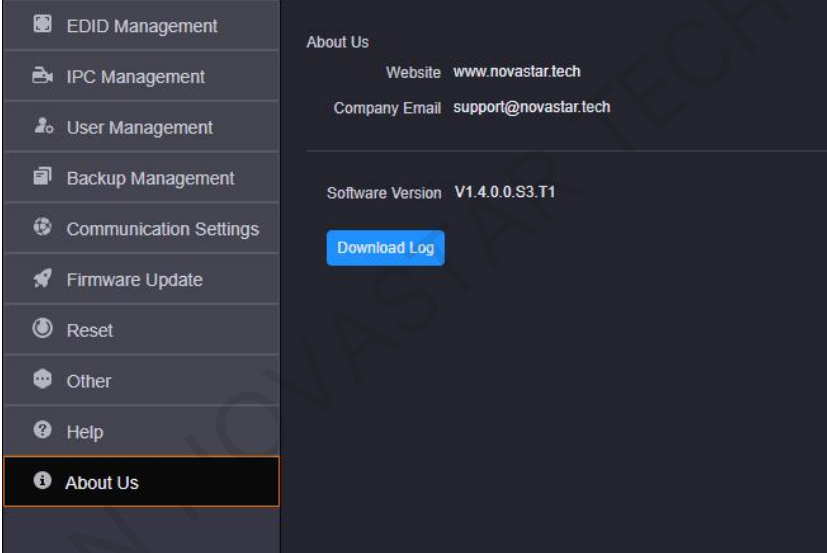 EDID Management
IPC Management
User Management
Backup Management
Communication Settings
Firmware Update
Reset
Other
Help
About Us
About Us
Website www.novastar.tech
Company Email support@novastar.tech
Software Version V1.4.0.0.S3.T1
Download Log
N NOVASTAR TECH